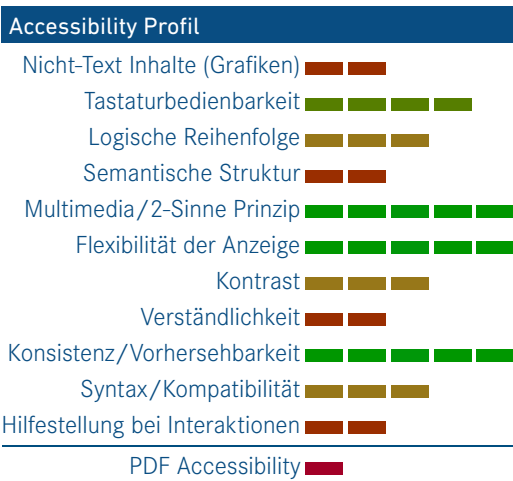 Accessibility Profil
Nicht-Text Inhalte (Grafiken)
Tastaturbedienbarkeit
Logische Reihenfolge
Semantische Struktur
Multimedia/2-Sinne Prinzip
Flexibilität der Anzeige
Kontrast
Verständlichkeit
Konsistenz/Vorhersehbarkeit
Syntax/Kompatibilität
Hilfestellung bei Interaktionen
PDF Accessibility